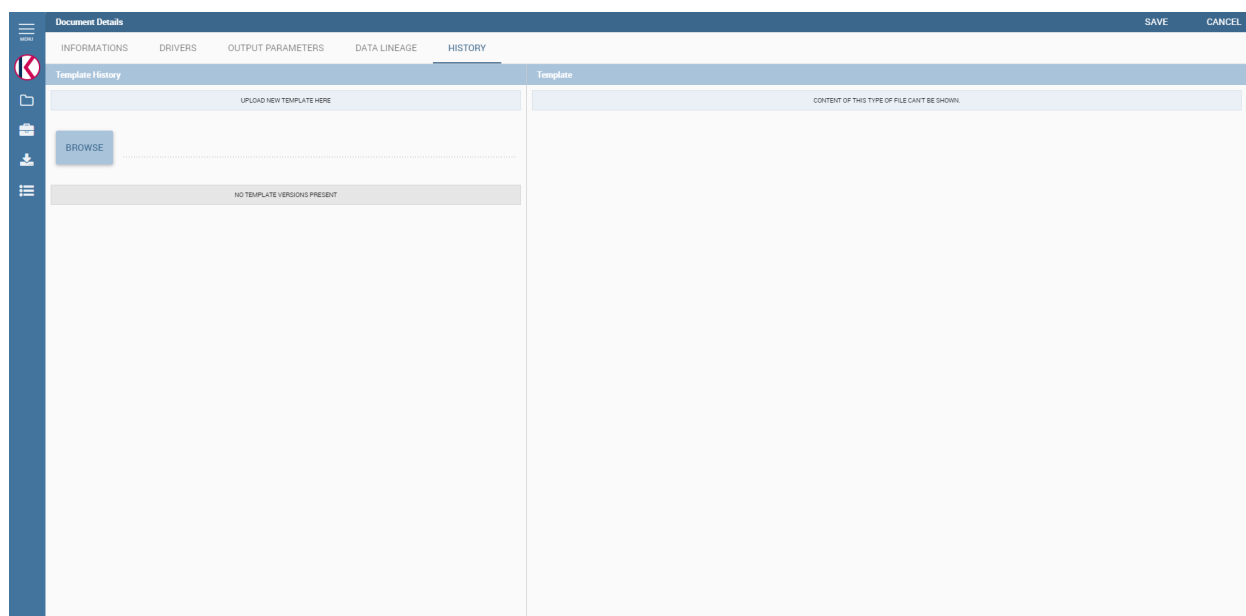 Document Details
SAVE
CANCEL
MENU
INFORMATIONS
DRIVERS
OUTPUT PARAMETERS
DATA LINEAGE
HISTORY
Template History
Template
UPLOAD NEW TEMPLATE HERE
CONTENT OF THIS TYPE OF FILE CAN'T BE SHOWN.
BROWSE
NO TEMPLATE VERSIONS PRESENT